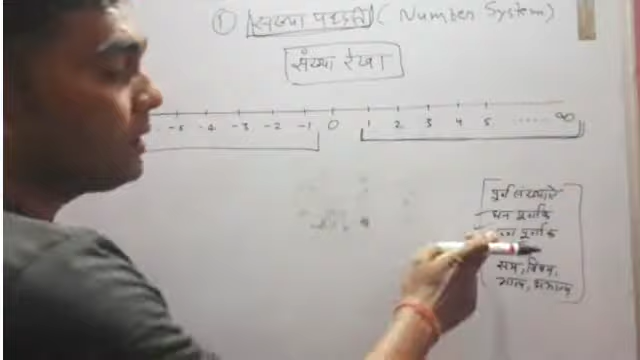 ① संख्या पद्धति (Number System)
संख्या रेखा
-5 -4 -3 -2 -1 0 1 2 3 4 5 ...... ∞
पूर्ण संख्याएं
धन पूर्णांक
पूर्णांक
सम, विषम,
भाज्य, अभाज्य